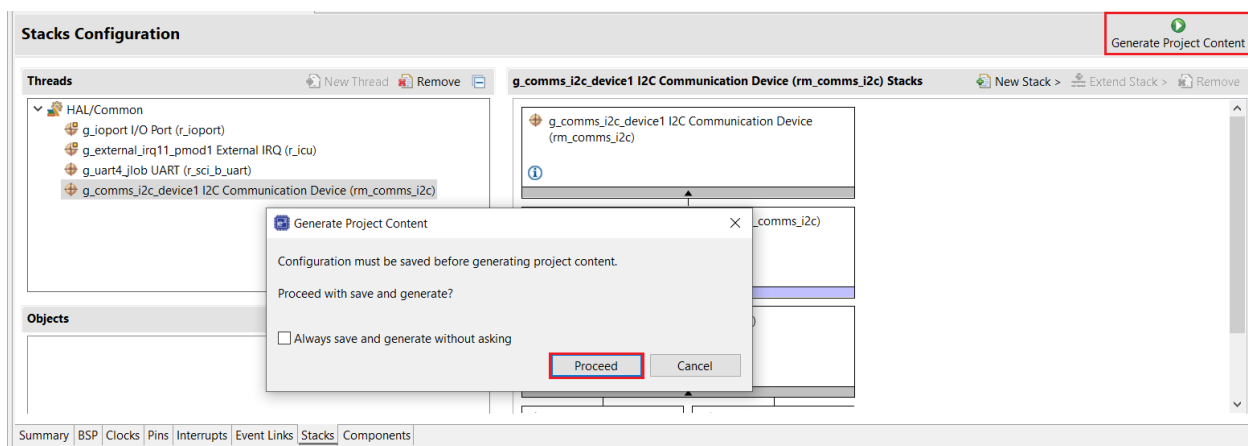 Stacks Configuration
Generate Project Content
Threads
New Thread
Remove
HAL/Common
g_ioport I/O Port (r_ioport)
g_external_irq11_pmod1 External IRQ (r_icu)
g_uart4_jlob UART (r_sci_b_uart)
g_comms_i2c_device1 I2C Communication Device (rm_comms_i2c)
g_comms_i2c_device1 I2C Communication Device (rm_comms_i2c) Stacks
New Stack >
Extend Stack >
Remove
g_comms_i2c_device1 I2C Communication Device
(rm_comms_i2c)
_comms_i2c)
Generate Project Content
Configuration must be saved before generating project content.
Proceed with save and generate?
Always save and generate without asking
Proceed
Cancel
Objects
Summary
BSP
Clocks
Pins
Interrupts
Event Links
Stacks
Components